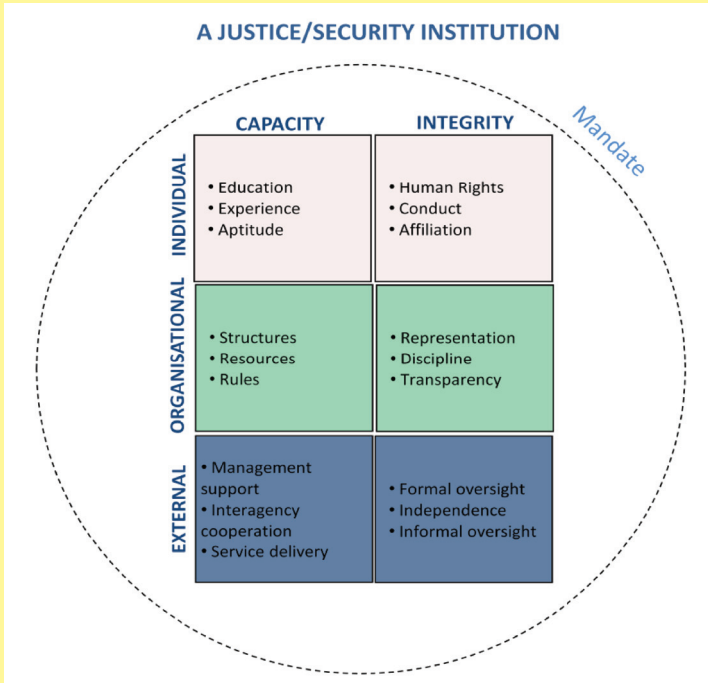 A JUSTICE/SECURITY INSTITUTION
Mandate
CAPACITY
INTEGRITY
INDIVIDUAL
• Education
• Experience
• Aptitude
• Human Rights
• Conduct
• Affiliation
ORGANISATIONAL
• Structures
• Resources
• Rules
• Representation
• Discipline
• Transparency
EXTERNAL
• Management
support
• Interagency
cooperation
• Service delivery
• Formal oversight
• Independence
• Informal oversight